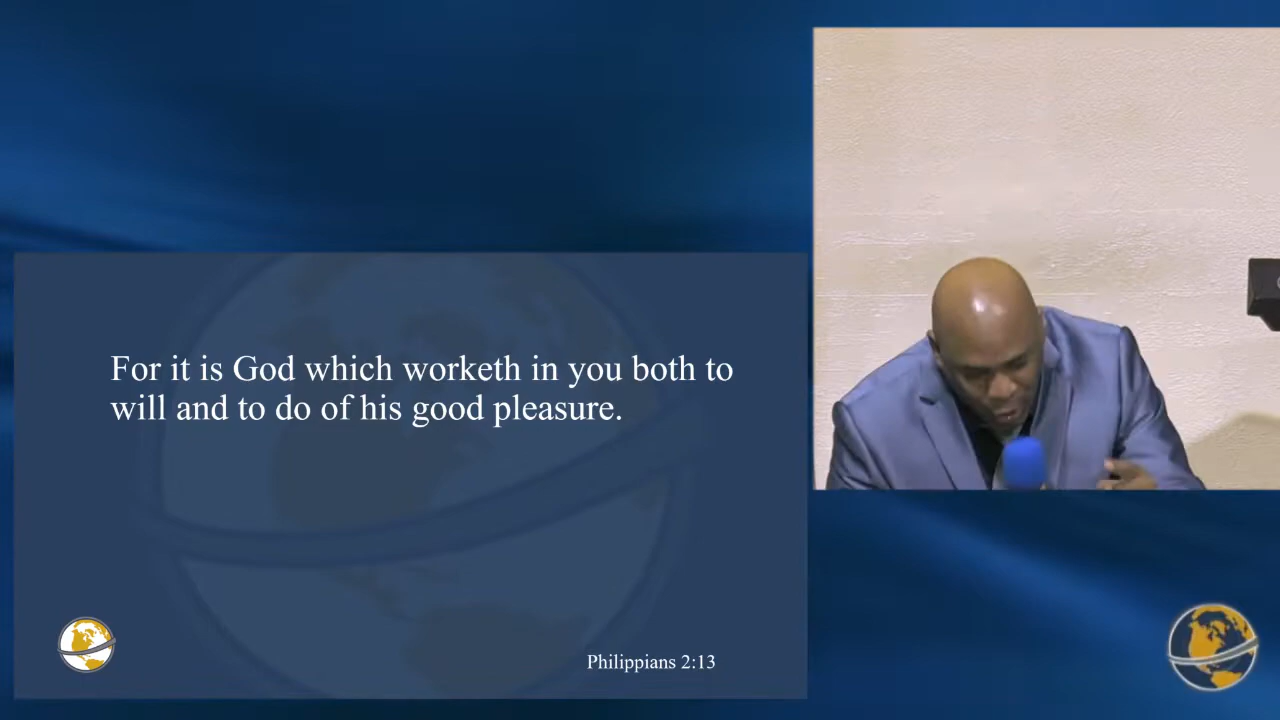 For it is God which worketh in you both to
will and to do of his good pleasure.
Philippians 2:13